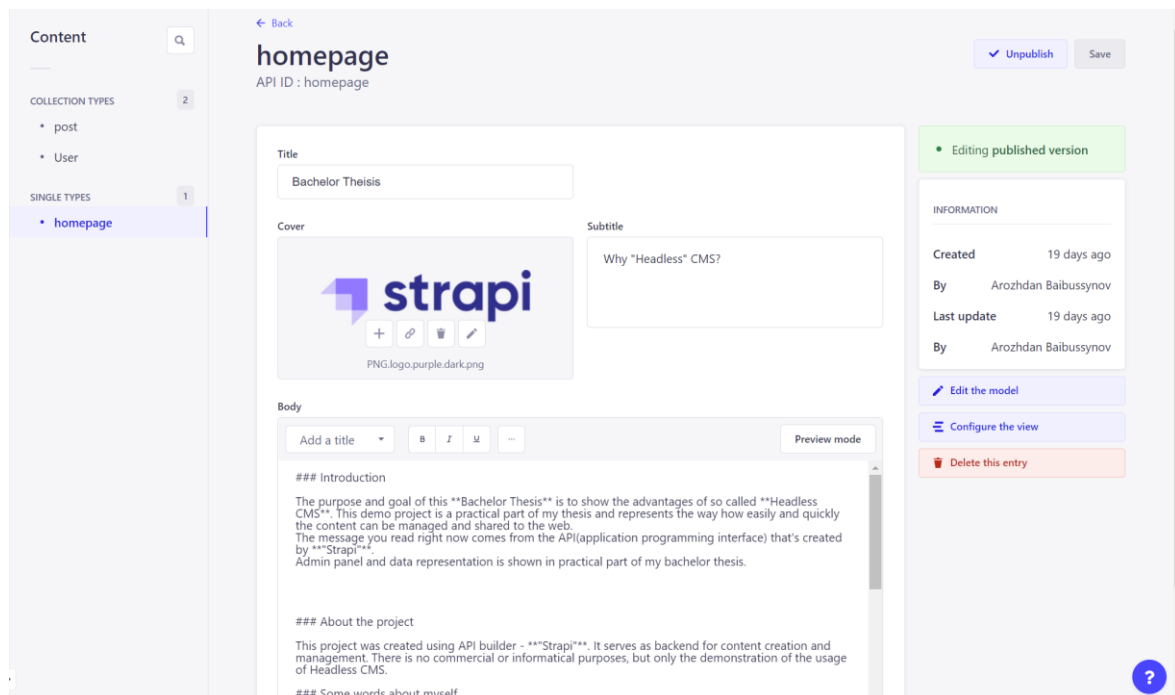 Content
COLLECTION TYPES 2
• post
• User
SINGLE TYPES 1
• homepage
← Back
homepage
API ID : homepage
Unpublish
Save
Title
Bachelor Theisis
Cover
strapi
PNG.logo.purple.dark.png
Subtitle
Why "Headless" CMS?
Body
Add a title
B I U ...
Preview mode
### Introduction
The purpose and goal of this **Bachelor Thesis** is to show the advantages of so called **Headless
CMS**. This demo project is a practical part of my thesis and represents the way how easily and quickly
the content can be managed and shared to the web.
The message you read right now comes from the API(application programming interface) that's created
by **"Strapi"**.
Admin panel and data representation is shown in practical part of my bachelor thesis.
### About the project
This project was created using API builder - **"Strapi"**. It serves as backend for content creation and
management. There is no commercial or informatical purposes, but only the demonstration of the usage
of Headless CMS.
### Some words about myself
• Editing published version
INFORMATION
Created 19 days ago
By Arozhdan Baibussynov
Last update 19 days ago
By Arozhdan Baibussynov
Edit the model
Configure the view
Delete this entry
?